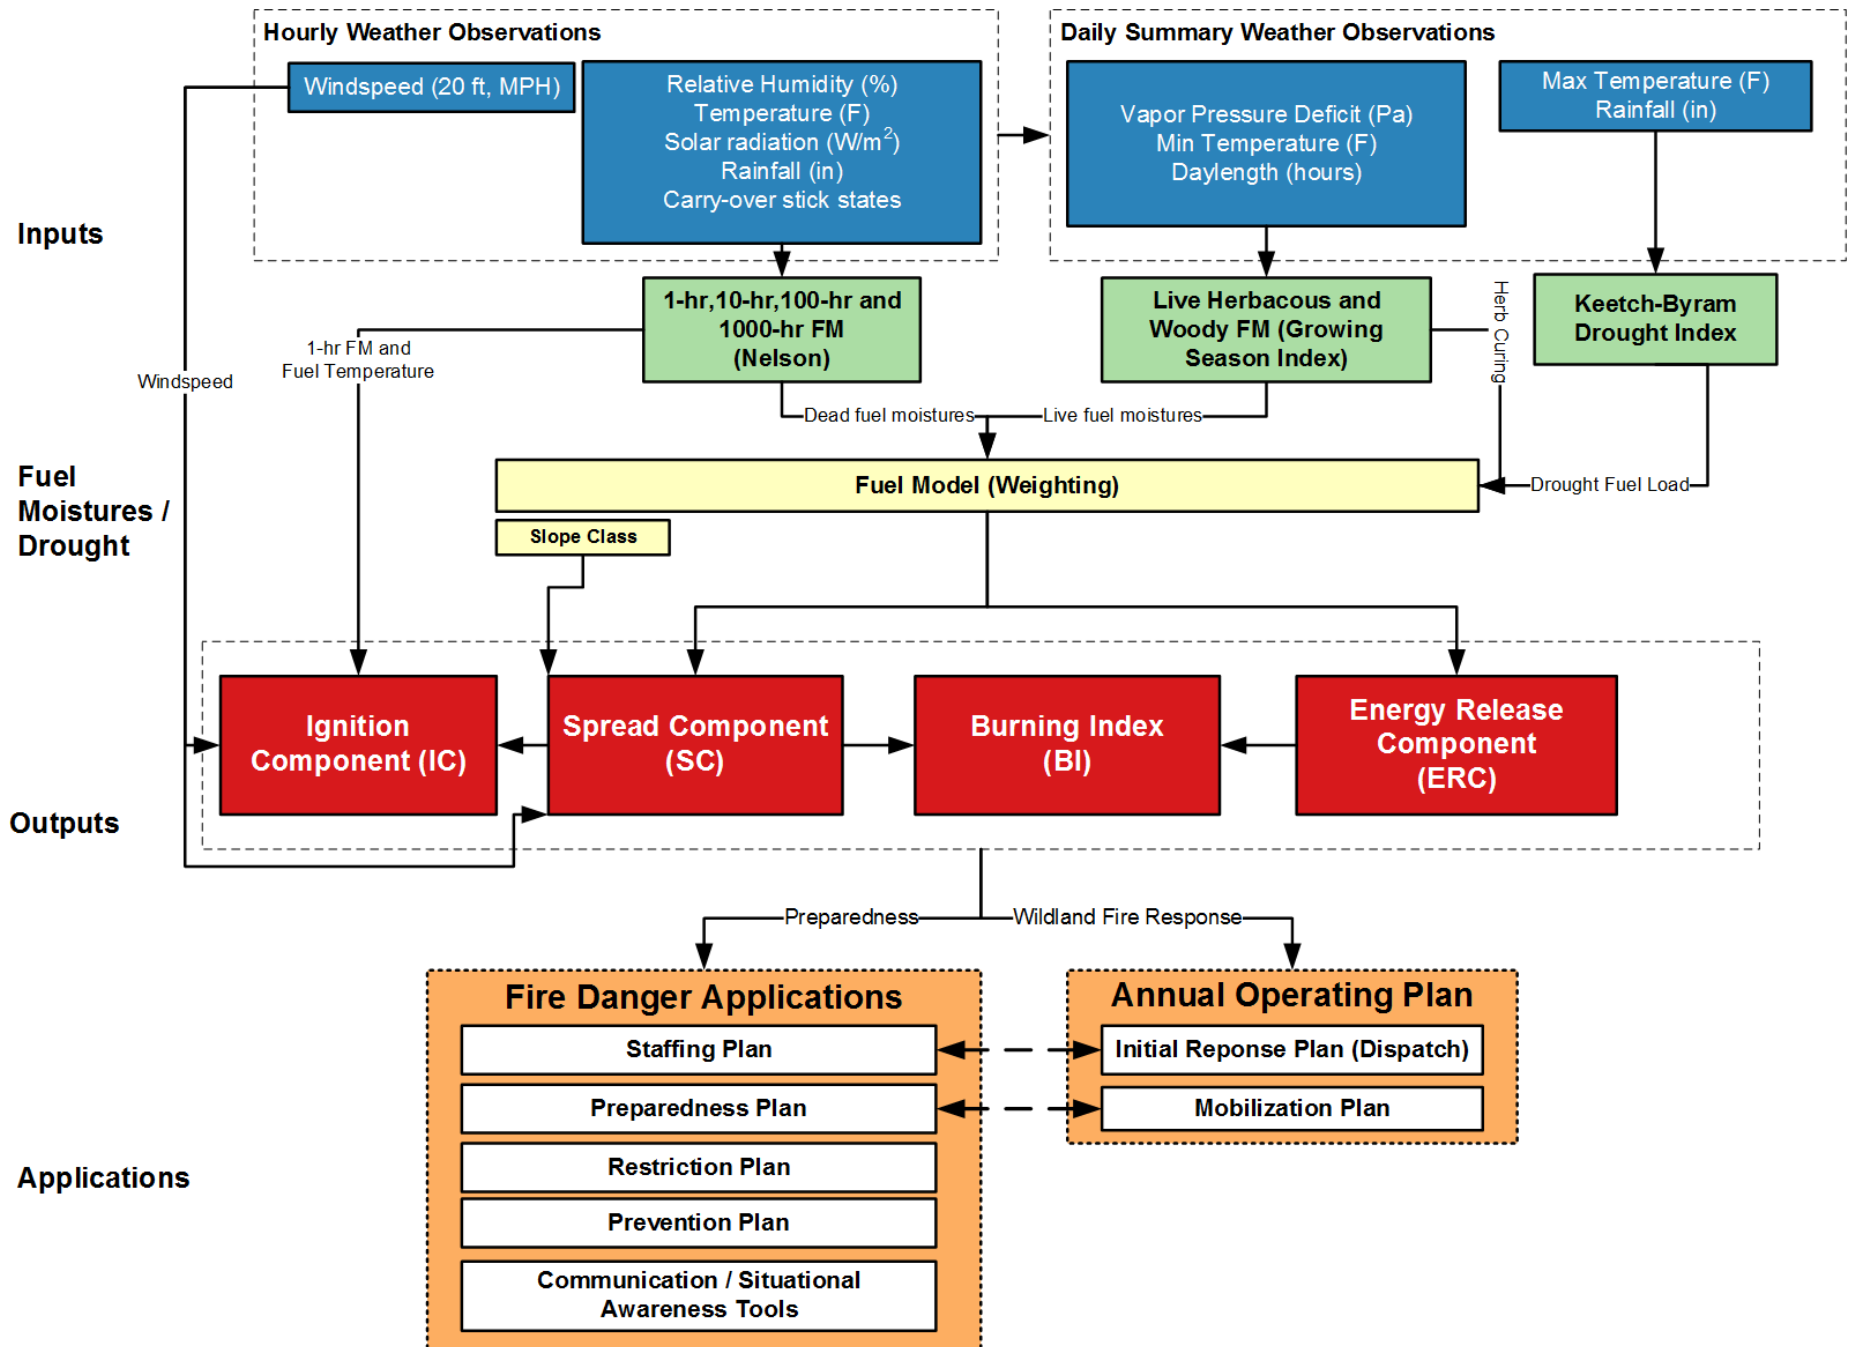 Hourly Weather Observations
Windspeed (20 ft, MPH)
Relative Humidity (%)
Temperature (F)
Solar radiation (W/m²)
Rainfall (in)
Carry-over stick states
Daily Summary Weather Observations
Vapor Pressure Deficit (Pa)
Min Temperature (F)
Daylength (hours)
Max Temperature (F)
Rainfall (in)
Inputs
1-hr,10-hr,100-hr and
1000-hr FM
(Nelson)
Live Herbacous and
Woody FM (Growing
Season Index)
Herb Curing
Keetch-Byram
Drought Index
1-hr FM and
Fuel Temperature
Windspeed
Dead fuel moistures
Live fuel moistures
Fuel
Moistures /
Drought
Fuel Model (Weighting)
Drought Fuel Load
Slope Class
Ignition
Component (IC)
Spread Component
(SC)
Burning Index
(BI)
Energy Release
Component
(ERC)
Outputs
Preparedness
Wildland Fire Response
Fire Danger Applications
Staffing Plan
Preparedness Plan
Restriction Plan
Prevention Plan
Communication / Situational
Awareness Tools
Annual Operating Plan
Initial Reponse Plan (Dispatch)
Mobilization Plan
Applications